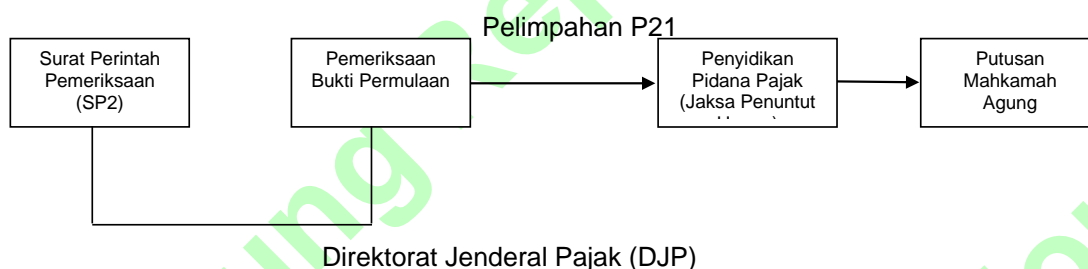 Pelimpahan P21
Surat Perintah
Pemeriksaan
(SP2)
Pemeriksaan
Bukti Permulaan
Penyidikan
Pidana Pajak
(Jaksa Penuntut
Putusan
Mahkamah
Agung
Direktorat Jenderal Pajak (DJP)